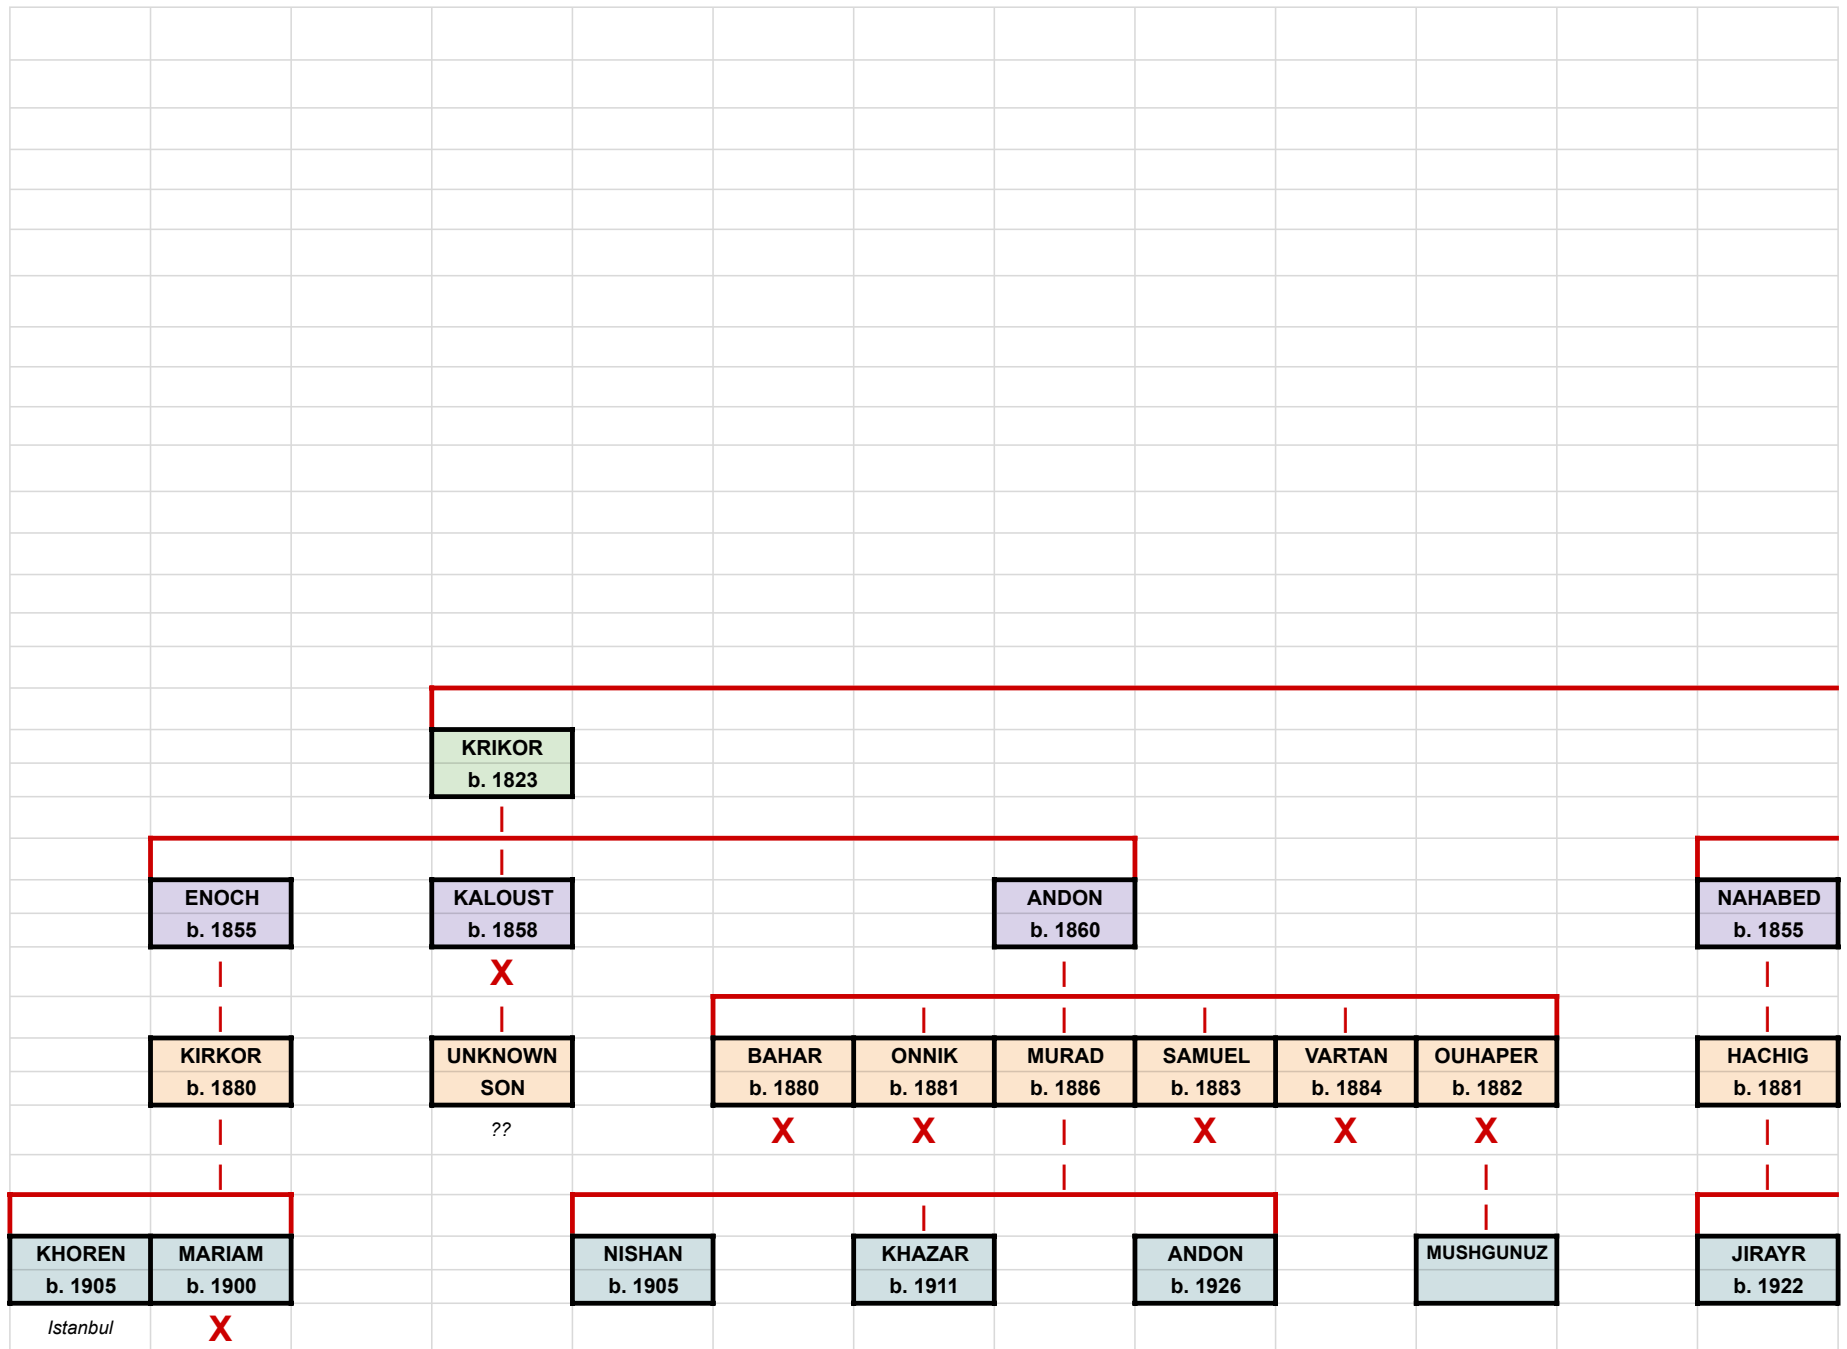 KRIKOR
b. 1823
ENOCH
b. 1855
KALOUST
b. 1858
ANDON
b. 1860
NAHABED
b. 1855
X
KIRKOR
b. 1880
UNKNOWN
SON
BAHAR
b. 1880
ONNIK
b. 1881
MURAD
b. 1886
SAMUEL
b. 1883
VARTAN
b. 1884
OUHAPER
b. 1882
HACHIG
b. 1881
??
X
X
X
X
X
KHOREN
b. 1905
MARIAM
b. 1900
NISHAN
b. 1905
KHAZAR
b. 1911
ANDON
b. 1926
MUSHGUNUZ
JIRAYR
b. 1922
Istanbul
X